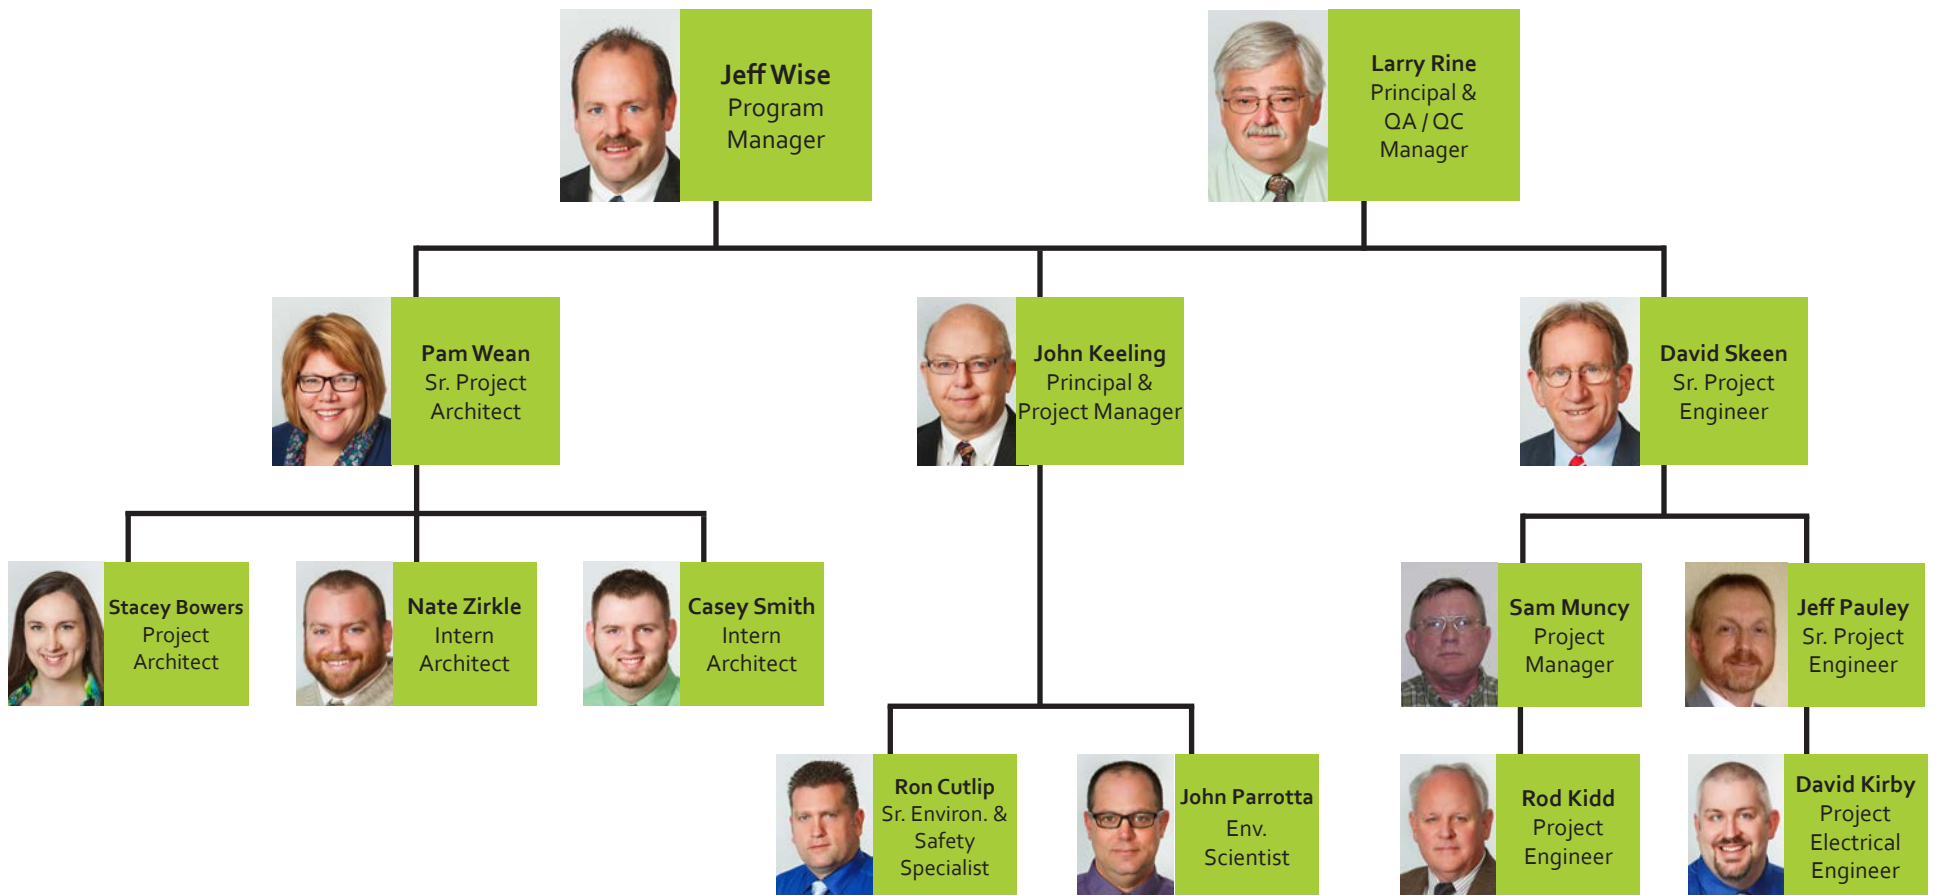 Jeff Wise
Program
Manager
Larry Rine
Principal &
QA / QC
Manager
Pam Wean
Sr. Project
Architect
John Keeling
Principal &
Project Manager
David Skeen
Sr. Project
Engineer
Stacey Bowers
Project
Architect
Nate Zirkle
Intern
Architect
Casey Smith
Intern
Architect
Sam Muncy
Project
Manager
Jeff Pauley
Sr. Project
Engineer
Ron Cutlip
Sr. Environ. &
Safety
Specialist
John Parrotta
Env.
Scientist
Rod Kidd
Project
Engineer
David Kirby
Project
Electrical
Engineer